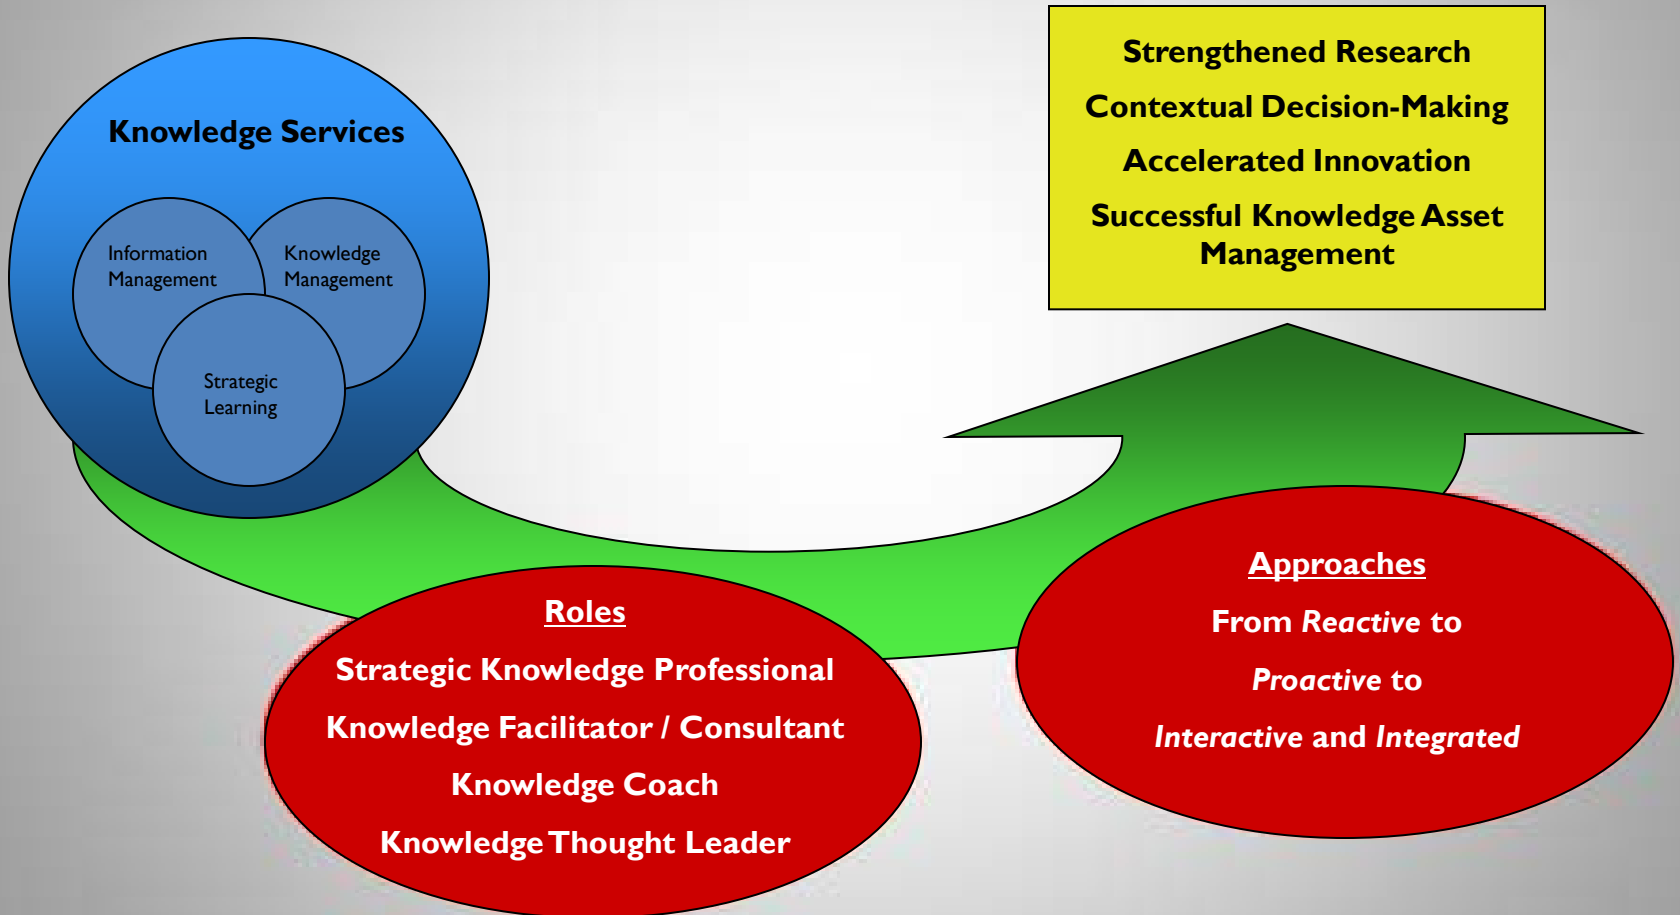 Knowledge Services
Information
Management
Knowledge
Management
Strategic
Learning
Strengthened Research
Contextual Decision-Making
Accelerated Innovation
Successful Knowledge Asset
Management
Roles
Strategic Knowledge Professional
Knowledge Facilitator / Consultant
Knowledge Coach
Knowledge Thought Leader
Approaches
From Reactive to
Proactive to
Interactive and Integrated